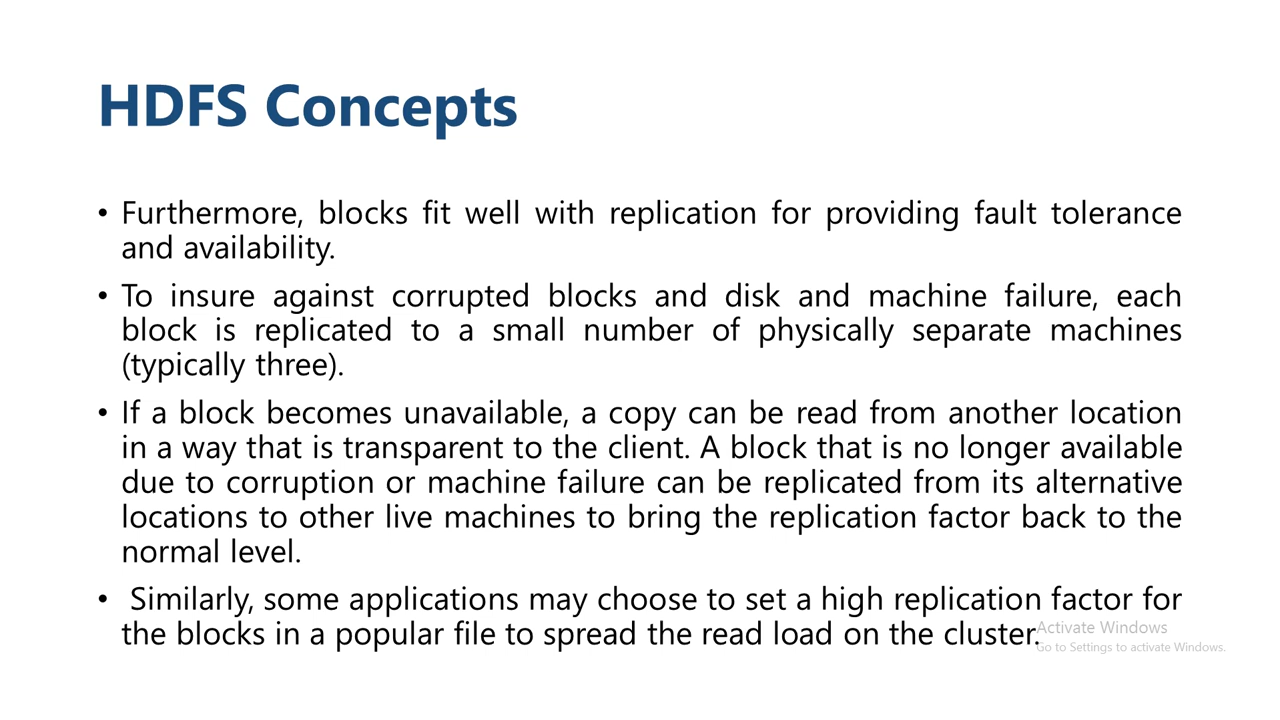 HDFS Concepts
• Furthermore, blocks fit well with replication for providing fault tolerance
and availability.
• To insure against corrupted blocks and disk and machine failure, each
block is replicated to a small number of physically separate machines
(typically three).
• If a block becomes unavailable, a copy can be read from another location
in a way that is transparent to the client. A block that is no longer available
due to corruption or machine failure can be replicated from its alternative
locations to other live machines to bring the replication factor back to the
normal level.
• Similarly, some applications may choose to set a high replication factor for
the blocks in a popular file to spread the read load on the cluster.
Activate Windows
Go to Settings to activate Windows.